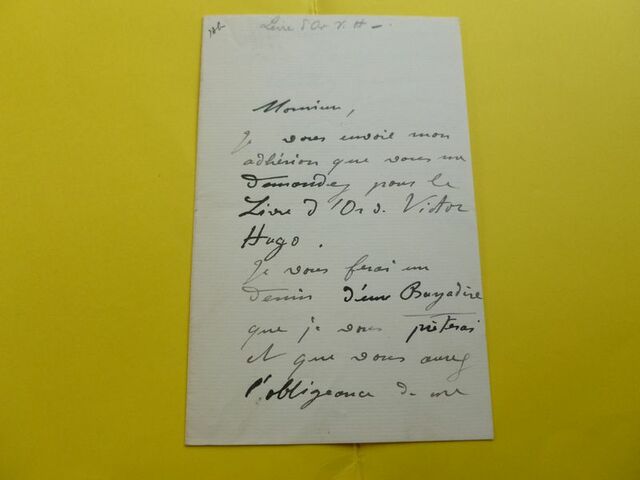 Livre d'Or V. H –
Monsieur,
Je vous envoie mon
adhésion que vous me
demandez pour le
Livre d'Or d. Victor
Hugo.
Je vous ferai un
dessin d'une Bayadère
que je vous prêterai
et que vous aurez
l'obligeance de me